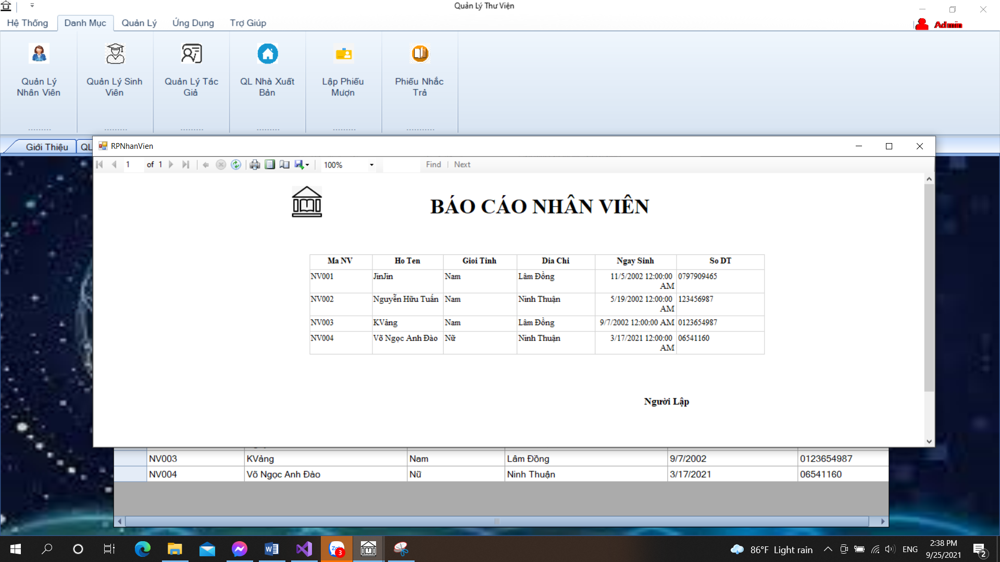 Quản Lý Thư Viện
Hệ Thống Danh Mục Quản Lý Ứng Dụng Trợ Giúp
Admin
Quản Lý
Nhân Viên
Quản Lý Sinh
Viên
Quản Lý Tác
Giả
QL Nhà Xuất
Bản
Lập Phiếu
Mượn
Phiếu Nhắc
Trả
Giới Thiệu QL
RPNhanVien
1 of 1 100% Find Next
BÁO CÁO NHÂN VIÊN
Ma NV Ho Ten Gioi Tinh Dia Chi Ngay Sinh So DT
NV001 JinJin Nam Lâm Đồng 11/5/2002 12:00:00 AM 0797909465
NV002 Nguyễn Hữu Tuấn Nam Ninh Thuận 5/19/2002 12:00:00 AM 123456987
NV003 KVảng Nam Lâm Đồng 9/7/2002 12:00:00 AM 0123654987
NV004 Võ Ngọc Anh Đào Nữ Ninh Thuận 3/17/2021 12:00:00 AM 06541160
Người Lập
NV003 KVảng Nam Lâm Đồng 9/7/2002 0123654987
NV004 Võ Ngọc Anh Đào Nữ Ninh Thuận 3/17/2021 06541160
3
86°F Light rain
ENG
2:38 PM
9/25/2021
2